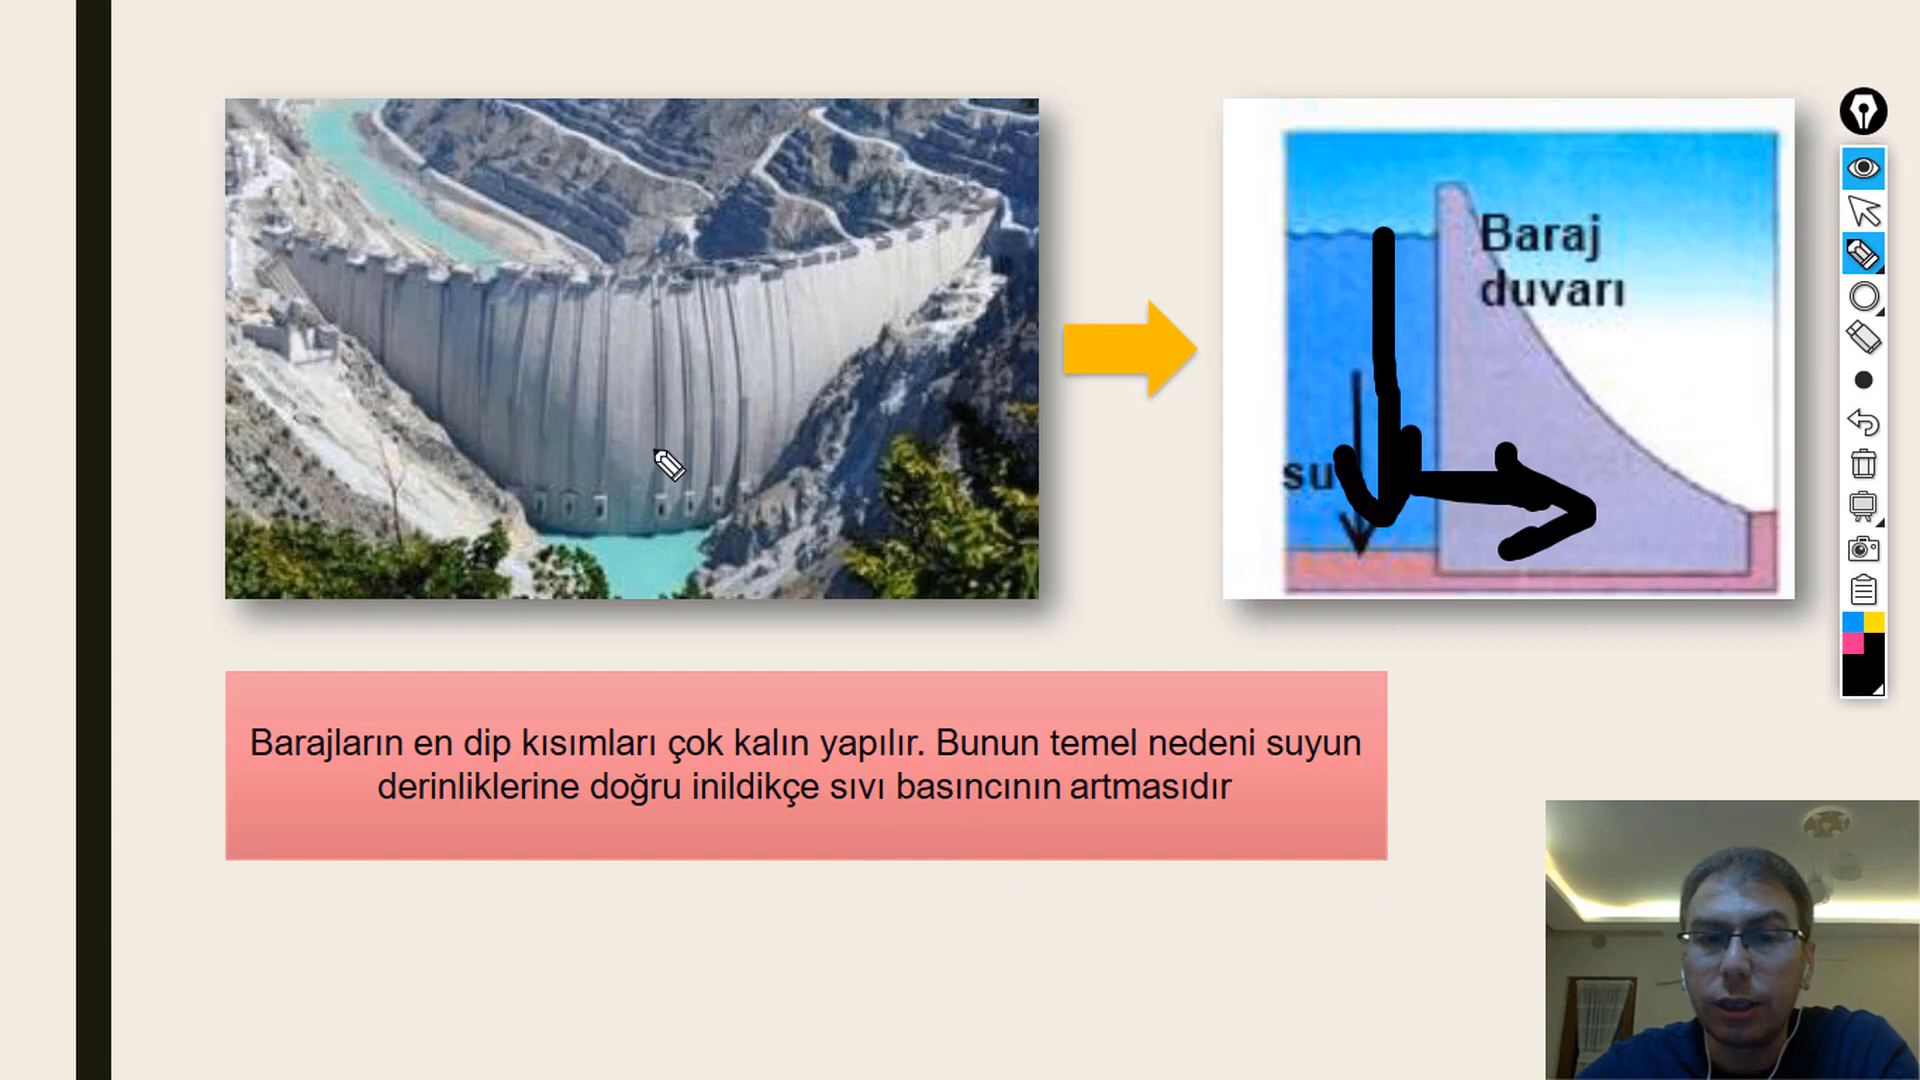 Baraj
duvarı
su
Barajların en dip kısımları çok kalın yapılır. Bunun temel nedeni suyun
derinliklerine doğru inildikçe sıvı basıncının artmasıdır